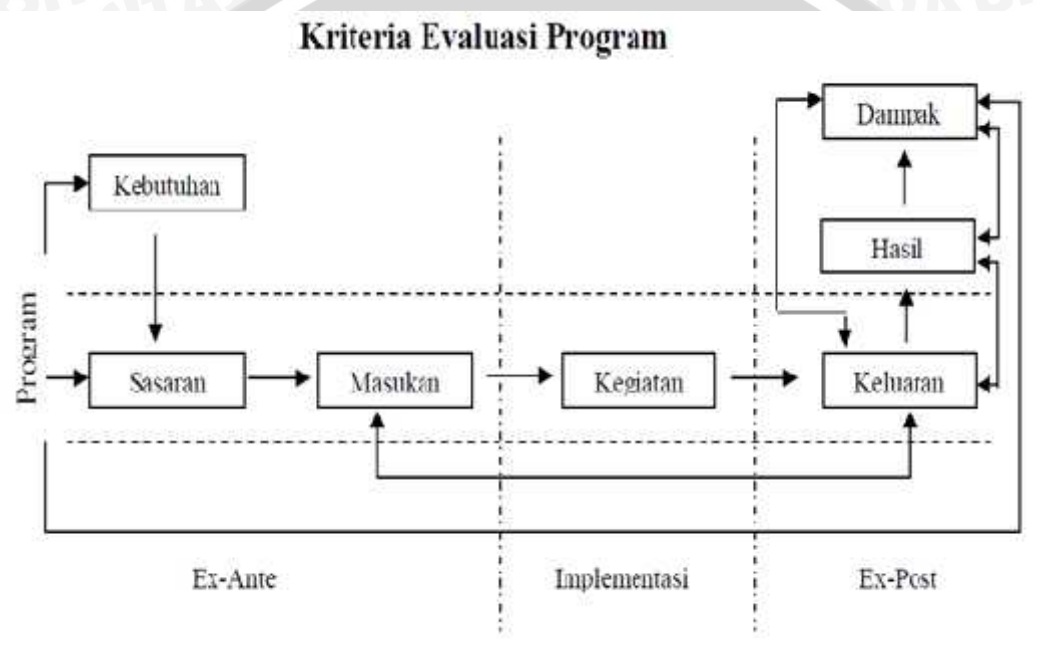 Kriteria Evaluasi Program
Dampak
Kebutuhan
Hasil
Program
Sasaran
Masukan
Kegiatan
Keluaran
Ex-Ante
Implementasi
Ex-Post